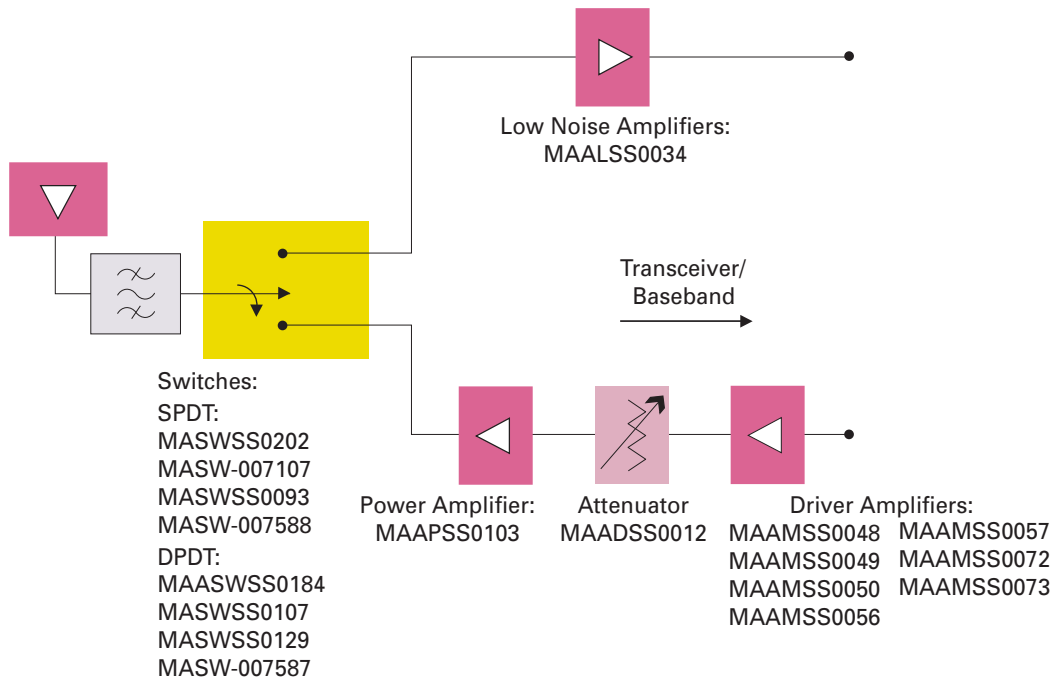 Low Noise Amplifiers:
MAALSS0034
Transceiver/
Baseband
Switches:
SPDT:
MASWSS0202
MASW-007107
MASWSS0093
MASW-007588
DPDT:
MAASWSS0184
MASWSS0107
MASWSS0129
MASW-007587
Power Amplifier:
MAAPSS0103
Attenuator
MAADSS0012
Driver Amplifiers:
MAAMSS0048
MAAMSS0049
MAAMSS0050
MAAMSS0056
MAAMSS0057
MAAMSS0072
MAAMSS0073